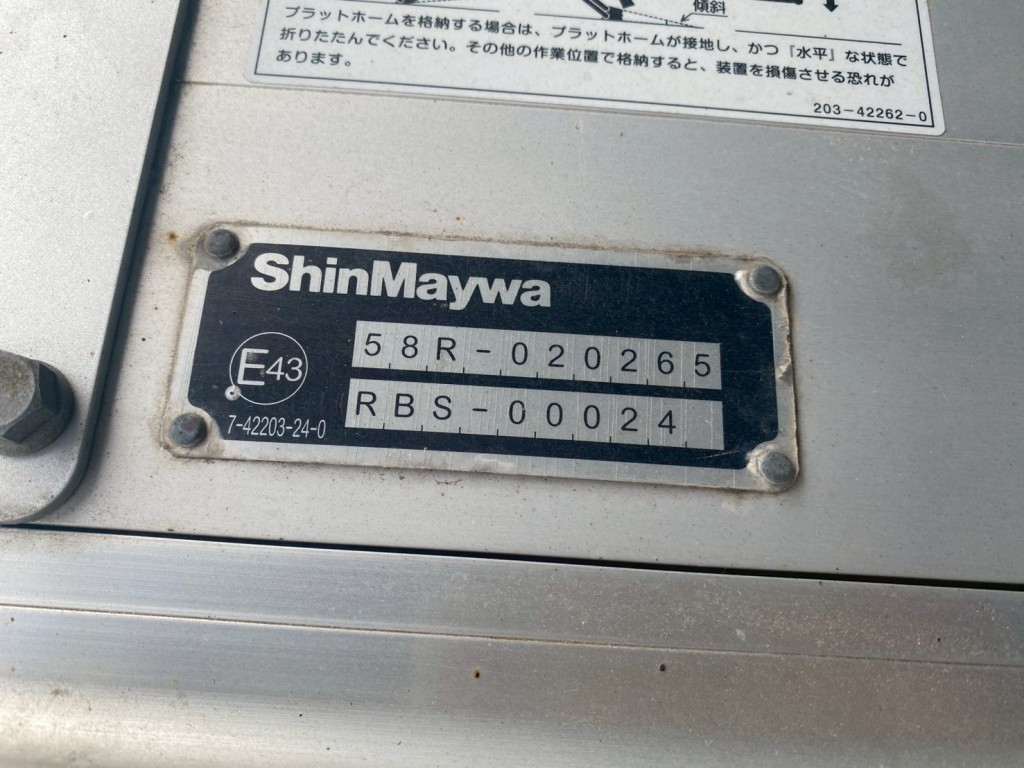 傾斜
プラットホームを格納する場合は、プラットホームが接地し、かつ『水平』な状態で
折りたたんでください。その他の作業位置で格納すると、装置を損傷させる恐れが
あります。
203-42262-0
ShinMaywa
E43
58R-020265
RBS-00024
7-42203-24-0